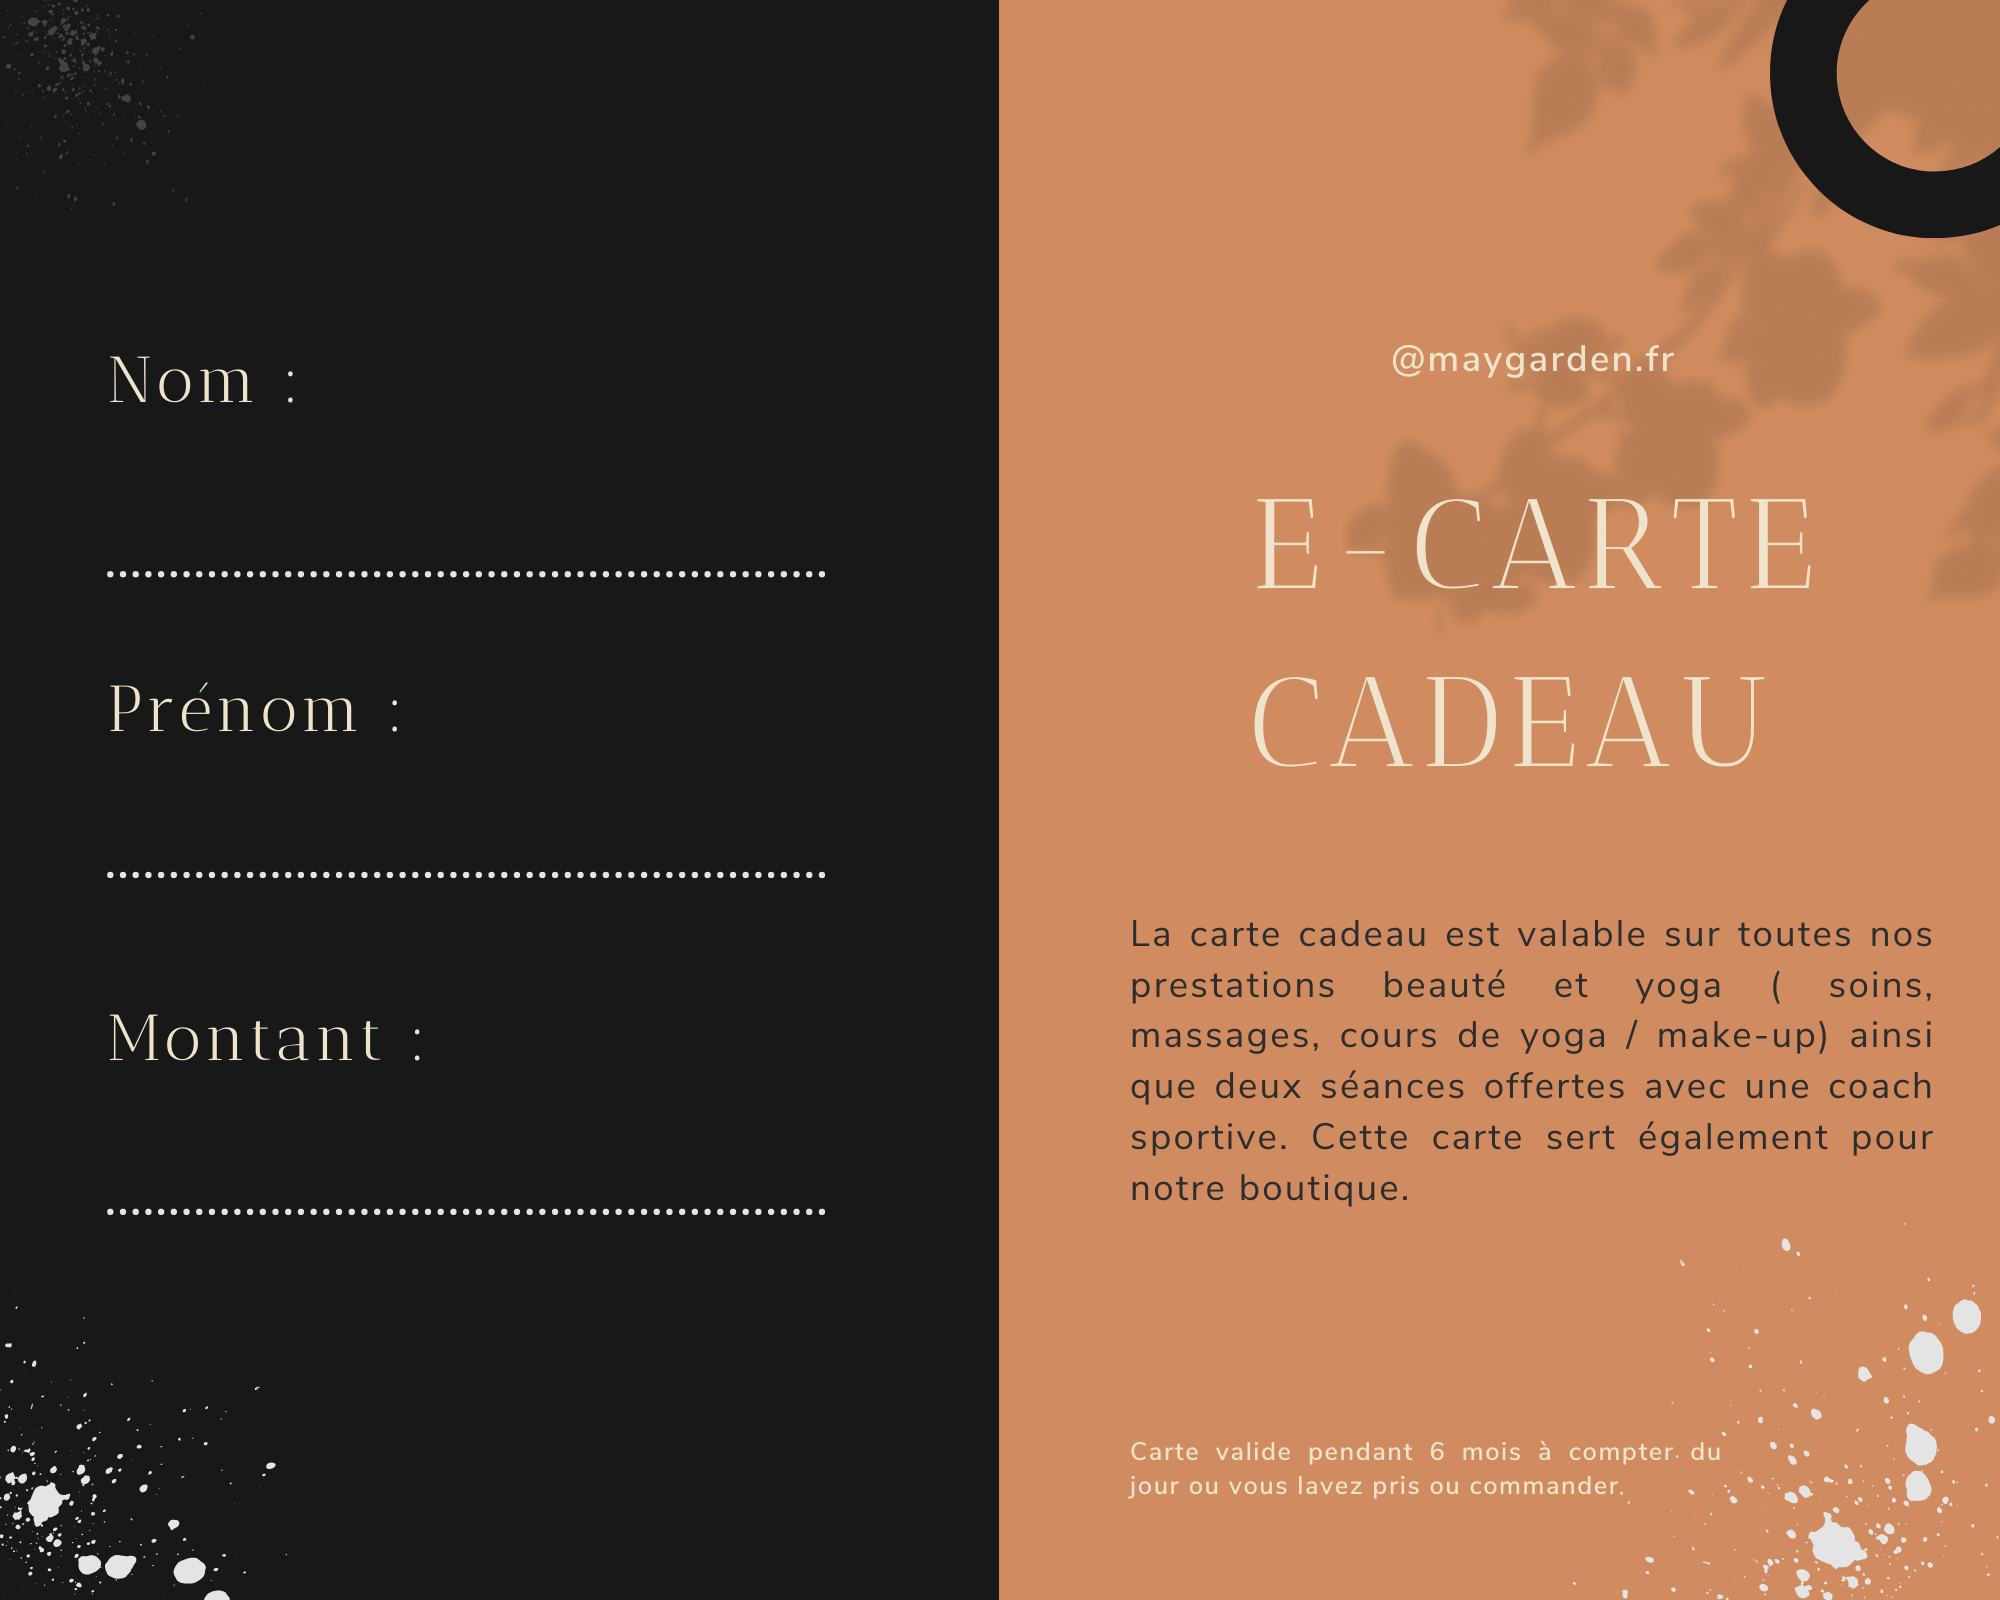 Nom :
Prénom :
Montant :
@maygarden.fr
E-CARTE
CADEAU
La carte cadeau est valable sur toutes nos
prestations beauté et yoga ( soins,
massages, cours de yoga / make-up) ainsi
que deux séances offertes avec une coach
sportive. Cette carte sert également pour
notre boutique.
Carte valide pendant 6 mois à compter du
jour ou vous lavez pris ou commander.